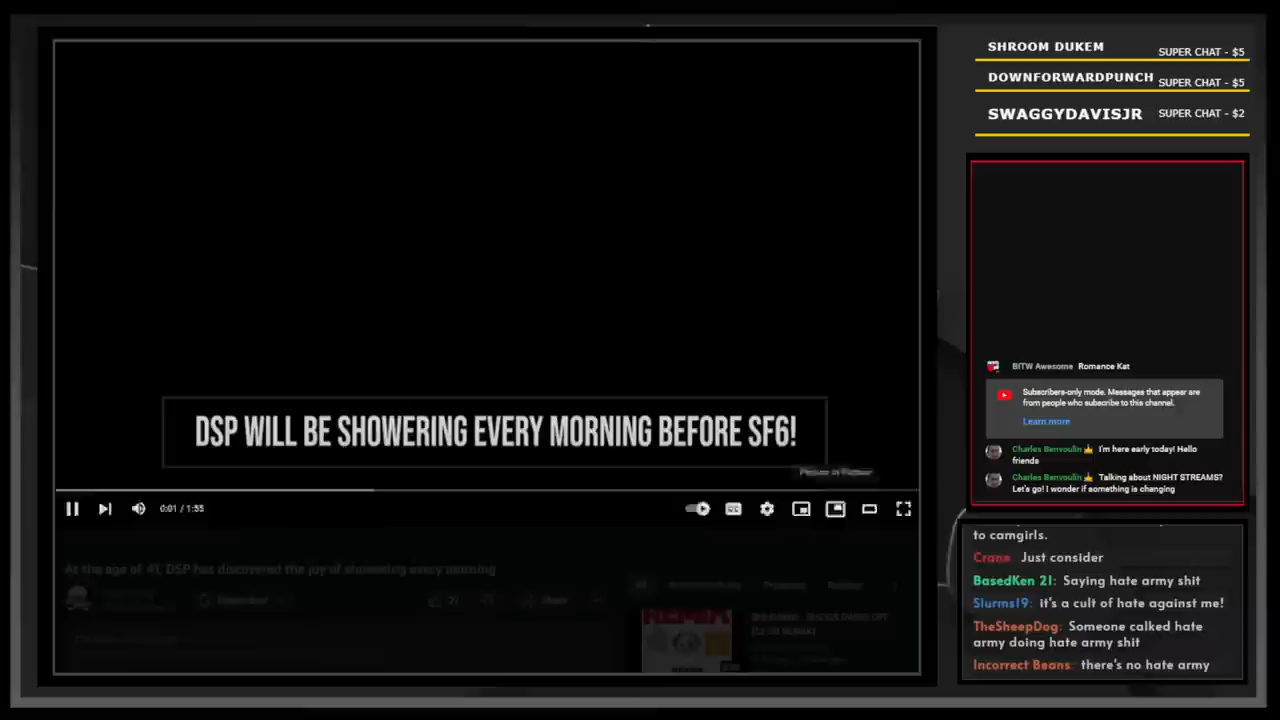 SHROOM DUKEM SUPER CHAT - $5
DOWNFORWARDPUNCH SUPER CHAT - $5
SWAGGYDAVISJR SUPER CHAT - $2
DSP WILL BE SHOWERING EVERY MORNING BEFORE SF6!
0:01 / 1:55
At the age of 41, DSP has discovered the joy of showering every morning
Share
BITW Awesome Romance Kat
Subscribers-only mode. Messages that appear are
from people who subscribe to this channel.
Learn more
Charles Benvoulin I'm here early today! Hello
friends
Charles Benvoulin Talking about NIGHT STREAMS?
Let's go! I wonder if something is changing
to camgirls.
Crane: Just consider
BasedKen 21: Saying hate army shit
Slurms19: it's a cult of hate against me!
TheSheepDog: Someone calked hate
army doing hate army shit
Incorrect Beans: there's no hate army